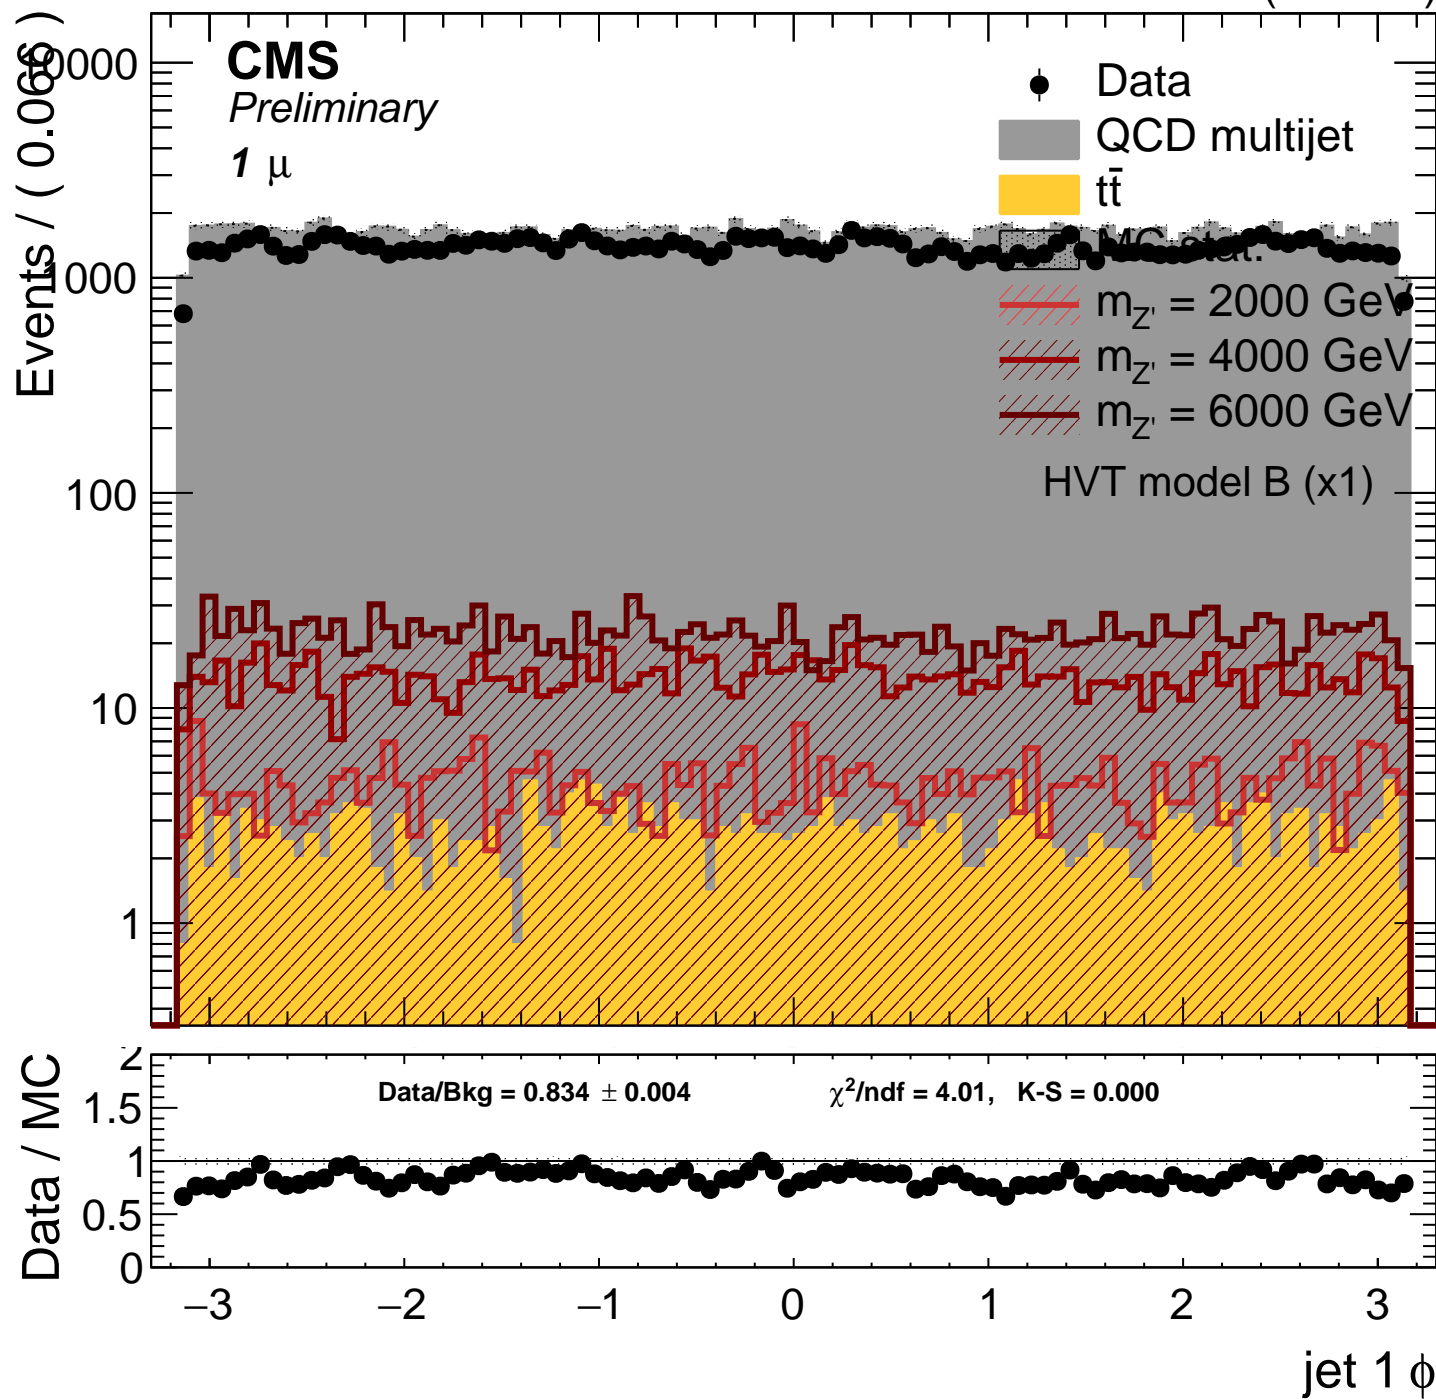 CMS
Preliminary
1 μ
Data
QCD multijet
tt̄
MC stat.
m_Z' = 2000 GeV
m_Z' = 4000 GeV
m_Z' = 6000 GeV
HVT model B (x1)
Events / ( 0.066 )
10000
1000
100
10
1
Data/Bkg = 0.834 ± 0.004
χ²/ndf = 4.01, K-S = 0.000
Data / MC
2
1.5
1
0.5
0
−3 −2 −1 0 1 2 3
jet 1 ϕ